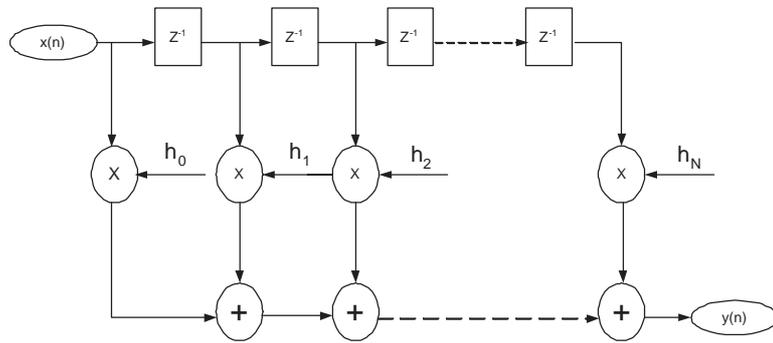 x(n) Z⁻¹ Z⁻¹ Z⁻¹ Z⁻¹
X h₀ X h₁ X h₂ X h_N
+ + + y(n)